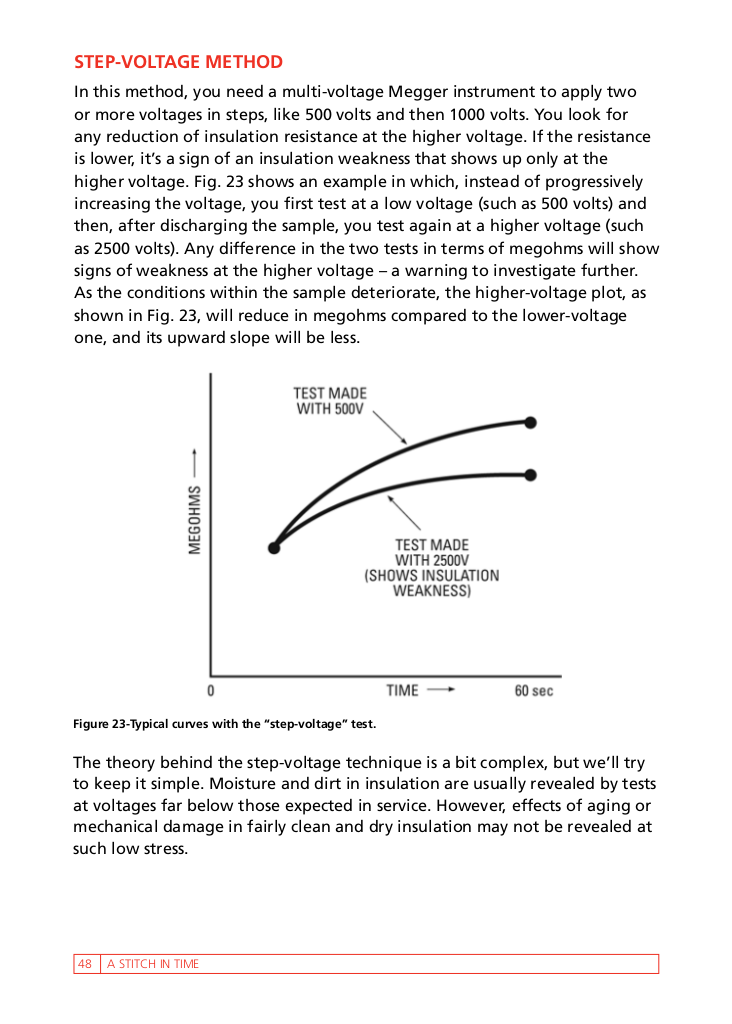 STEP-VOLTAGE METHOD
In this method, you need a multi-voltage Megger instrument to apply two
or more voltages in steps, like 500 volts and then 1000 volts. You look for
any reduction of insulation resistance at the higher voltage. If the resistance
is lower, it’s a sign of an insulation weakness that shows up only at the
higher voltage. Fig. 23 shows an example in which, instead of progressively
increasing the voltage, you first test at a low voltage (such as 500 volts) and
then, after discharging the sample, you test again at a higher voltage (such
as 2500 volts). Any difference in the two tests in terms of megohms will show
signs of weakness at the higher voltage – a warning to investigate further.
As the conditions within the sample deteriorate, the higher-voltage plot, as
shown in Fig. 23, will reduce in megohms compared to the lower-voltage
one, and its upward slope will be less.
TEST MADE
WITH 500V
MEGOHMS
TEST MADE
WITH 2500V
(SHOWS INSULATION
WEAKNESS)
0
TIME
60 sec
Figure 23-Typical curves with the “step-voltage” test.
The theory behind the step-voltage technique is a bit complex, but we’ll try
to keep it simple. Moisture and dirt in insulation are usually revealed by tests
at voltages far below those expected in service. However, effects of aging or
mechanical damage in fairly clean and dry insulation may not be revealed at
such low stress.
48
A STITCH IN TIME